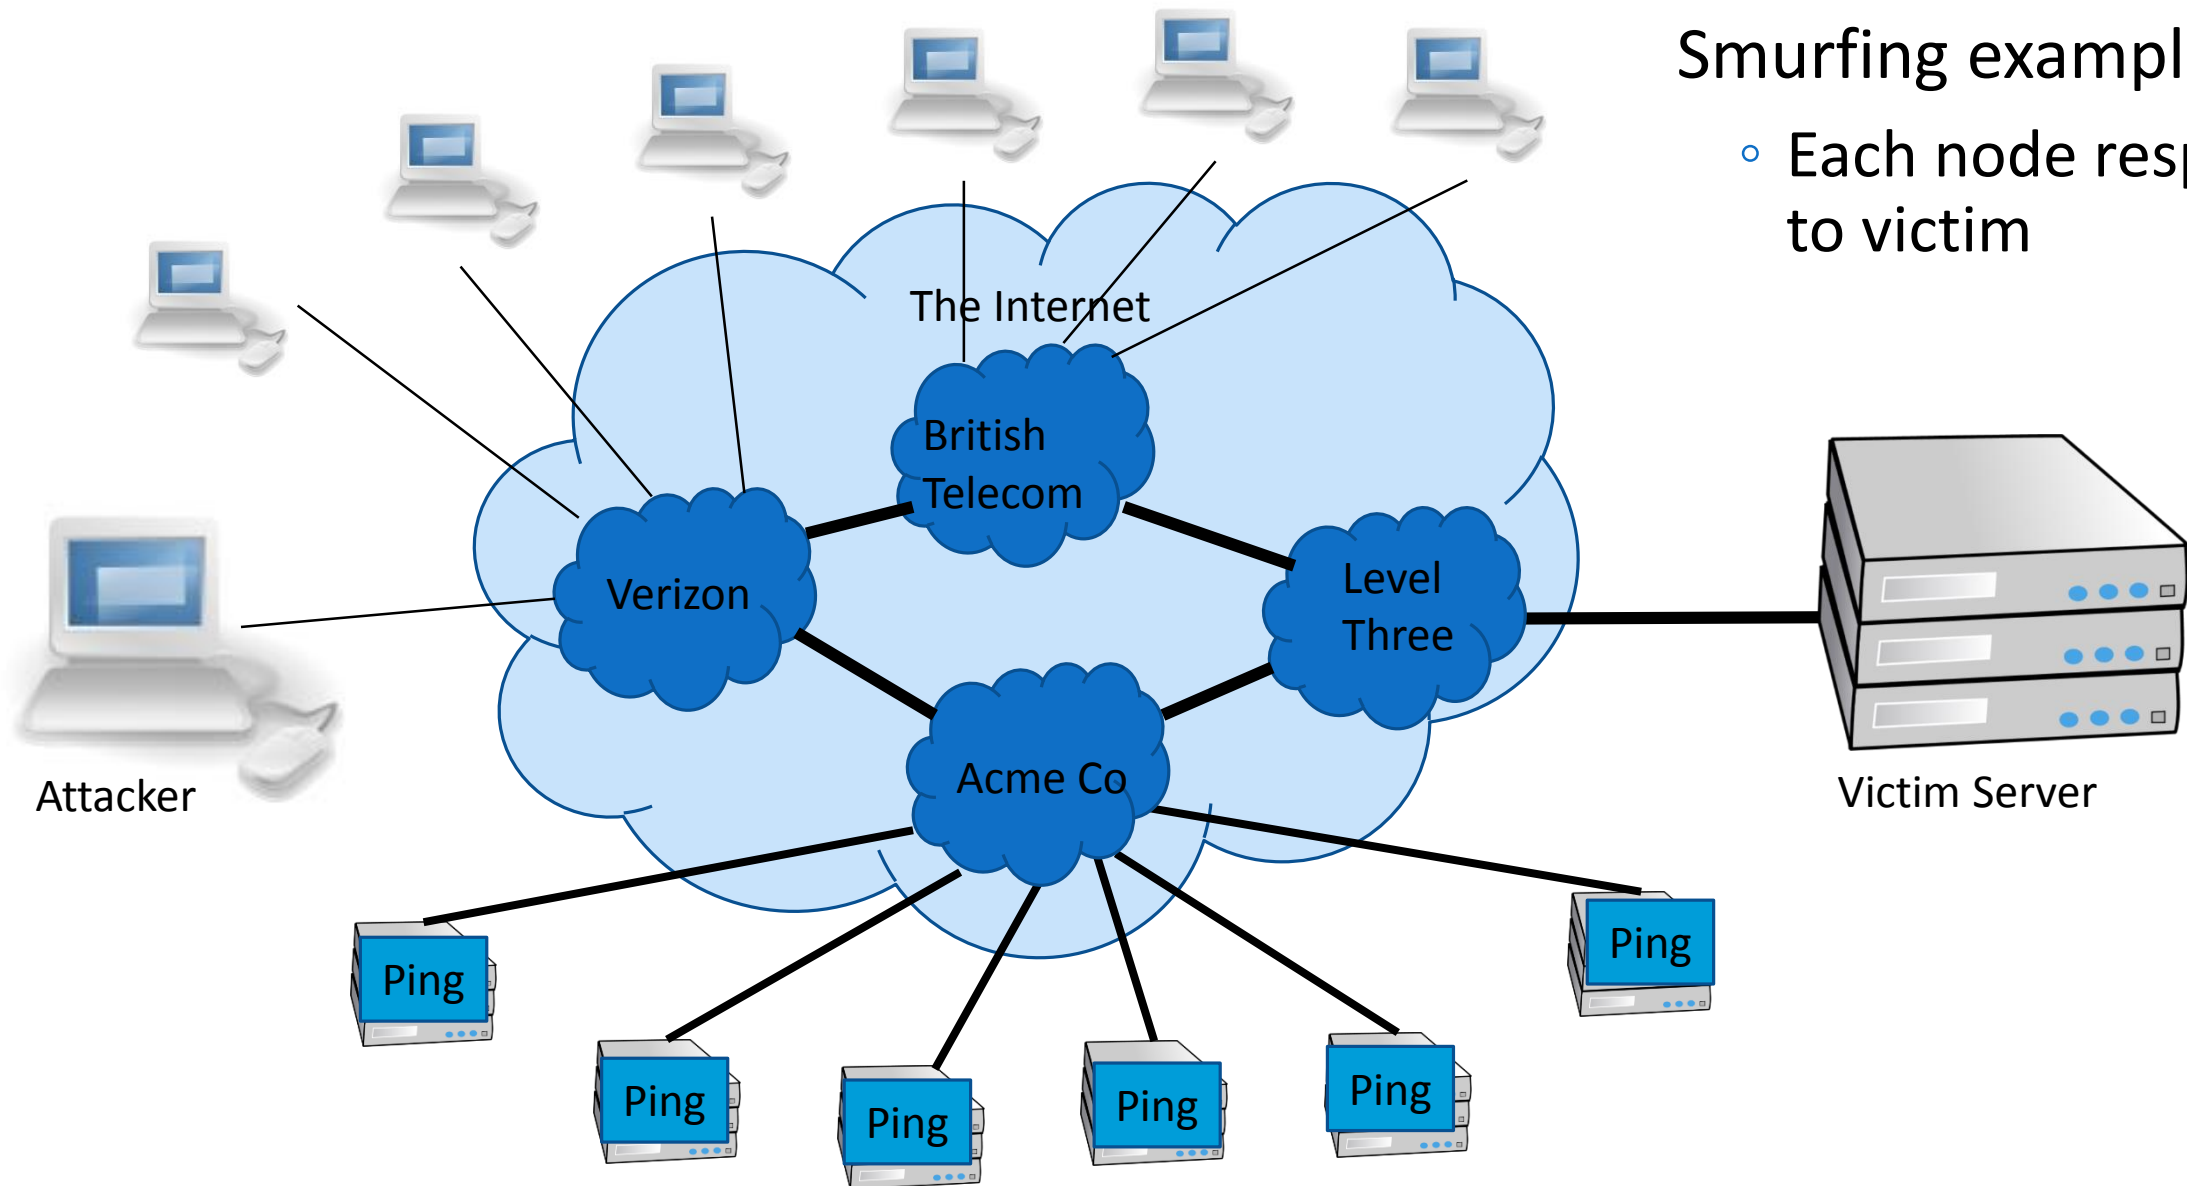 Smurfing exampl
Each node resp
to victim
The Internet
British
Telecom
Verizon
Level
Three
Acme Co
Attacker
Victim Server
Ping
Ping
Ping
Ping
Ping
Ping